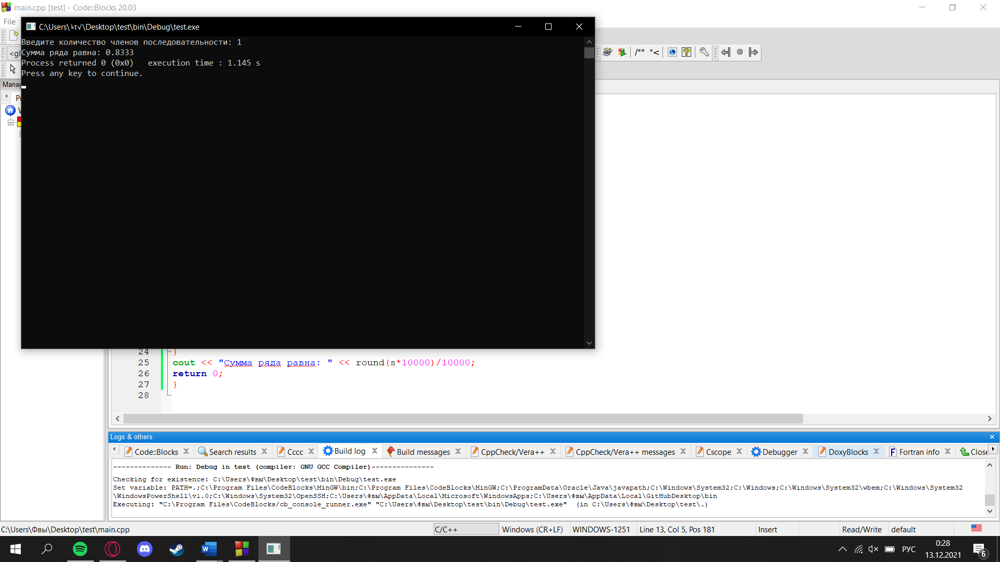 main.cpp [test] - Code::Blocks 20.03
File
C:\Users\╘т√\Desktop\test\bin\Debug\test.exe
Введите количество членов последовательности: 1
Сумма ряда равна: 0.8333
Process returned 0 (0x0)   execution time : 1.145 s
Press any key to continue.
<gl
/** *<
Manag
Pr
24 }
25 cout << "Сумма ряда равна: " << round(s*10000)/10000;
26 return 0;
27 }
28
Logs & others
Code::Blocks Search results Cccc Build log Build messages CppCheck/Vera++ CppCheck/Vera++ messages Cscope Debugger DoxyBlocks Fortran info Close
-------------- Run: Debug in test (compiler: GNU GCC Compiler)---------------
Checking for existence: C:\Users\Фвы\Desktop\test\bin\Debug\test.exe
Set variable: PATH=.;C:\Program Files\CodeBlocks\MinGW\bin;C:\Program Files\CodeBlocks\MinGW;C:\ProgramData\Oracle\Java\javapath;C:\Windows\System32;C:\Windows;C:\Windows\System32\wbem;C:\Windows\System32
\WindowsPowerShell\v1.0;C:\Windows\System32\OpenSSH;C:\Users\Фвы\AppData\Local\Microsoft\WindowsApps;C:\Users\Фвы\AppData\Local\GitHubDesktop\bin
Executing: "C:\Program Files\CodeBlocks/cb_console_runner.exe" "C:\Users\Фвы\Desktop\test\bin\Debug\test.exe"  (in C:\Users\Фвы\Desktop\test\.)
C:\Users\Фвы\Desktop\test\main.cpp C/C++ Windows (CR+LF) WINDOWS-1251 Line 13, Col 5, Pos 181 Insert Read/Write default
РУС 0:28
13.12.2021 6